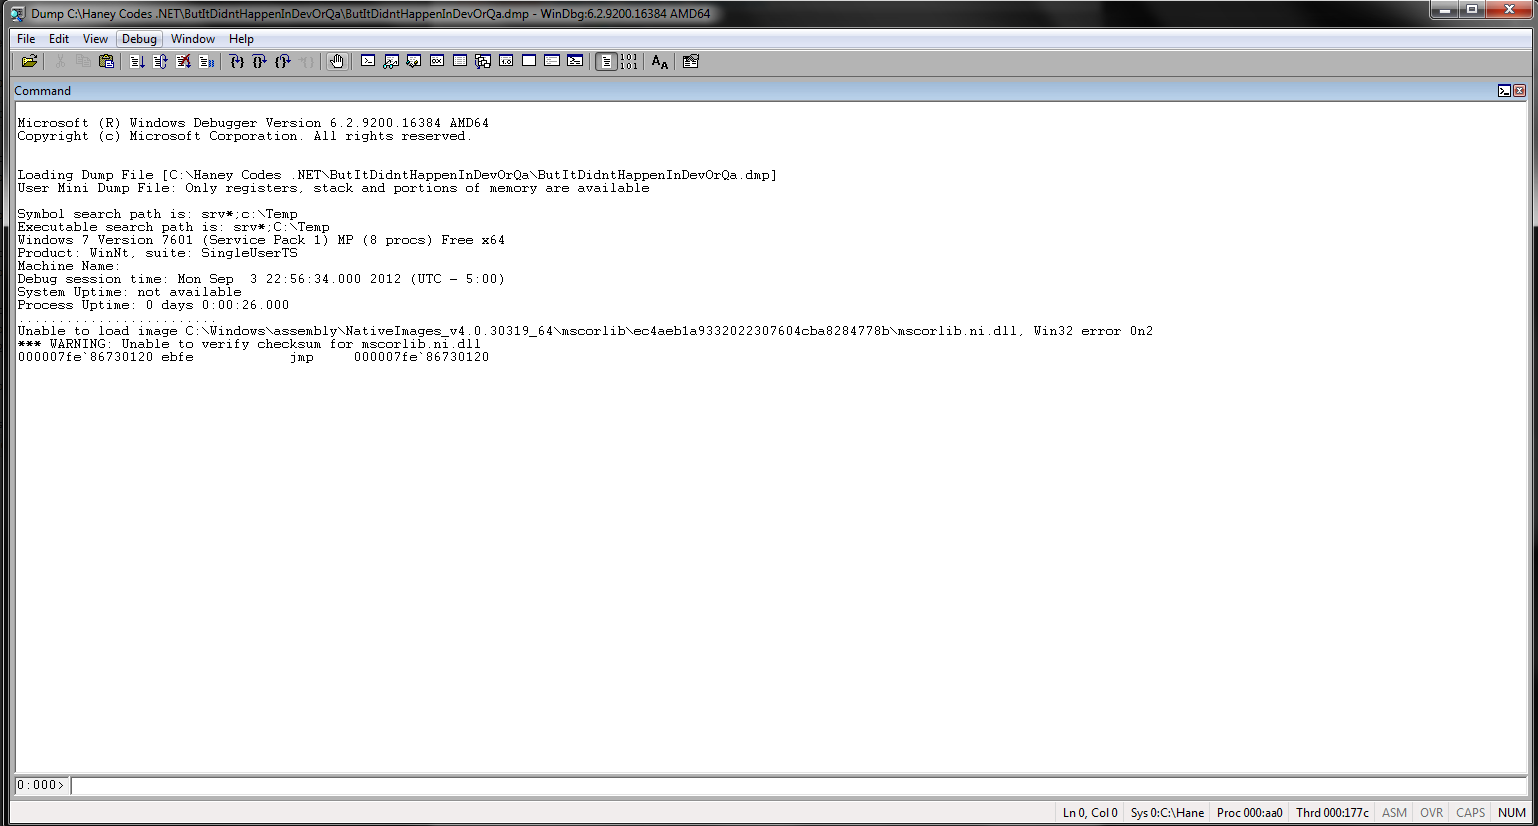 Dump C:\Haney Codes .NET\ButItDidntHappenInDevOrQa\ButItDidntHappenInDevOrQa.dmp - WinDbg:6.2.9200.16384 AMD64
File Edit View Debug Window Help
Command
Microsoft (R) Windows Debugger Version 6.2.9200.16384 AMD64
Copyright (c) Microsoft Corporation. All rights reserved.
Loading Dump File [C:\Haney Codes .NET\ButItDidntHappenInDevOrQa\ButItDidntHappenInDevOrQa.dmp]
User Mini Dump File: Only registers, stack and portions of memory are available
Symbol search path is: srv*;c:\Temp
Executable search path is: srv*;C:\Temp
Windows 7 Version 7601 (Service Pack 1) MP (8 procs) Free x64
Product: WinNt, suite: SingleUserTS
Machine Name:
Debug session time: Mon Sep  3 22:56:34.000 2012 (UTC - 5:00)
System Uptime: not available
Process Uptime: 0 days 0:00:26.000
.........................
Unable to load image C:\Windows\assembly\NativeImages_v4.0.30319_64\mscorlib\ec4aeb1a9332022307604cba8284778b\mscorlib.ni.dll, Win32 error 0n2
*** WARNING: Unable to verify checksum for mscorlib.ni.dll
000007fe`86730120 ebfe            jmp     000007fe`86730120
0:000>
Ln 0, Col 0 Sys 0:C:\Hane Proc 000:aa0 Thrd 000:177c ASM OVR CAPS NUM